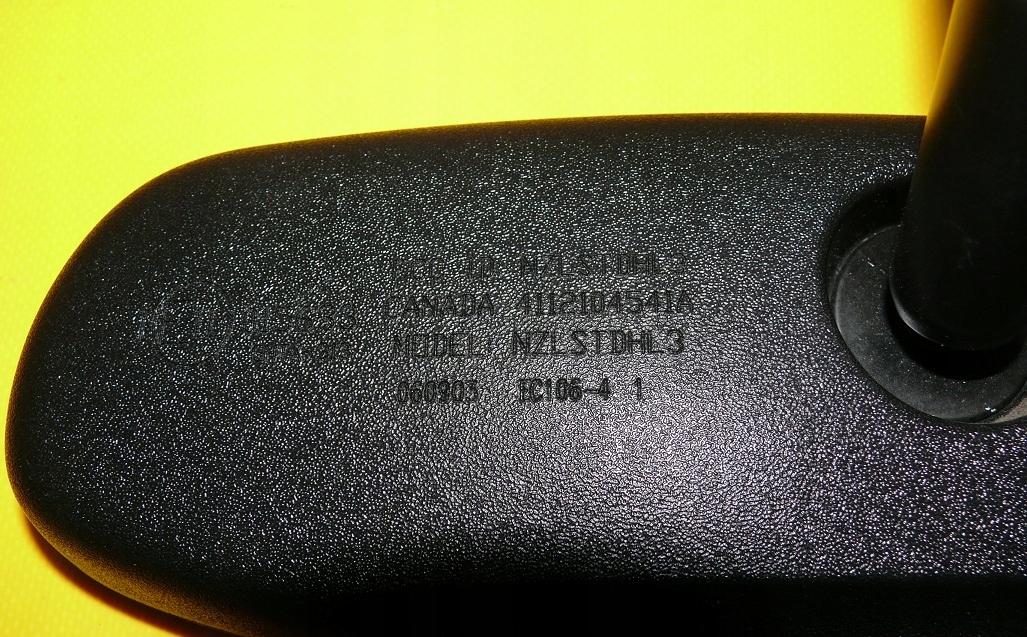 FCC ID NZLSTDHL3
CANADA 4112104541A
MODEL: NZLSTDHL3
060903 EC106-4 1